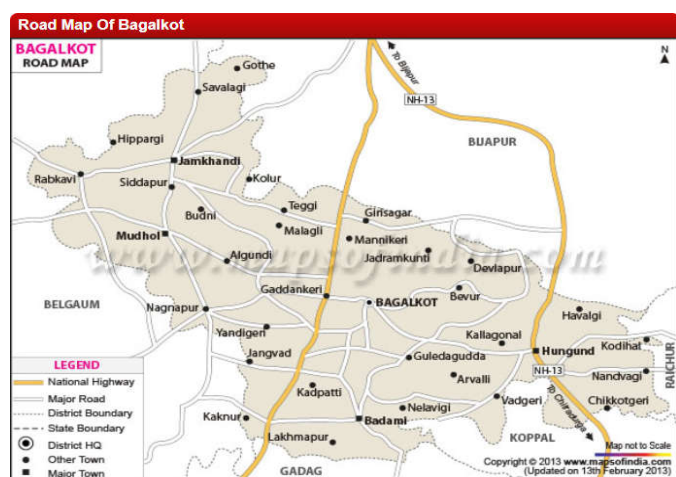 Road Map Of Bagalkot
BAGALKOT
ROAD MAP
Gothe
To Bijapur
N
Savalagi
NH-13
Hippargi
BIJAPUR
Jamkhandi
Rabkavi
Siddapur
Kolur
Budni
Teggi
Girisagar
Malagli
Mudhol
Mannikeri
Jadramkunti
Algundi
Devlapur
www.mapsofindia.com
Gaddankeri
BAGALKOT
Bevur
BELGAUM
Nagnapur
Havalgi
Yandigeri
Kallagonal
Hungund
Kodihat
Jangvad
Guledagudda
RAICHUR
LEGEND
NH-13
Nandvagi
National Highway
Kadpatti
Arvalli
Major Road
Vadgeri
To Chitradurga
Chikkotgeri
District Boundary
Kaknur
Badami
Nelavigi
State Boundary
Lakhmapur
KOPPAL
District HQ
Map not to Scale
Other Town
Copyright © 2013 www.mapsofindia.com
Major Town
GADAG
(Updated on 13th February 2013)